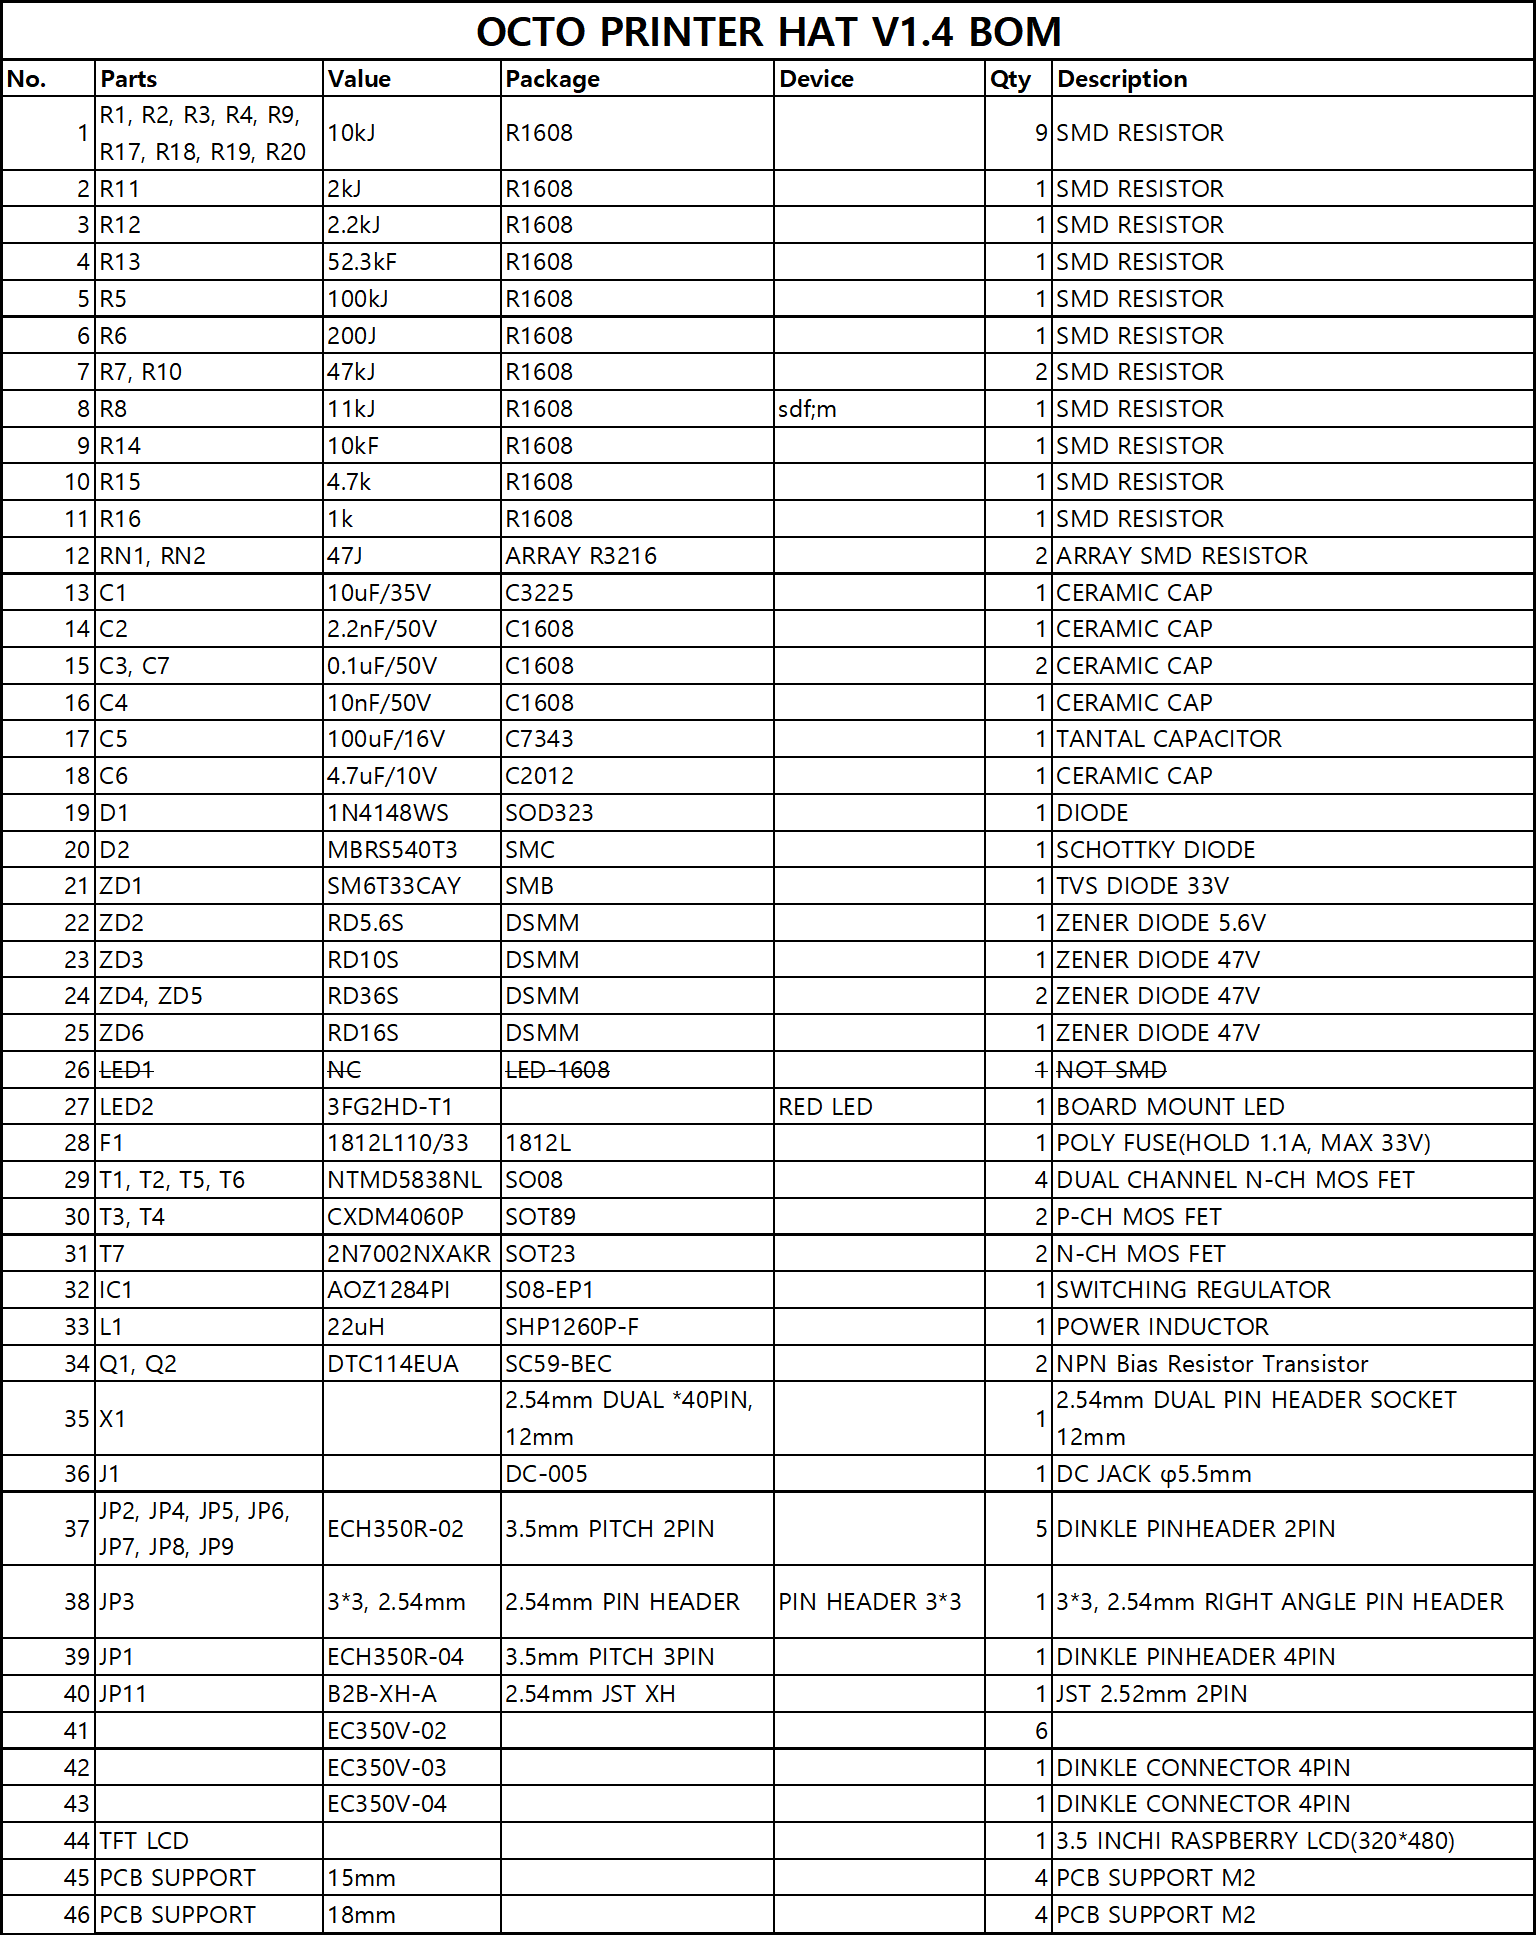 OCTO PRINTER HAT V1.4 BOM
No. Parts Value Package Device Qty Description
1 R1, R2, R3, R4, R9, R17, R18, R19, R20 10kJ R1608 9 SMD RESISTOR
2 R11 2kJ R1608 1 SMD RESISTOR
3 R12 2.2kJ R1608 1 SMD RESISTOR
4 R13 52.3kF R1608 1 SMD RESISTOR
5 R5 100kJ R1608 1 SMD RESISTOR
6 R6 200J R1608 1 SMD RESISTOR
7 R7, R10 47kJ R1608 2 SMD RESISTOR
8 R8 11kJ R1608 sdf;m 1 SMD RESISTOR
9 R14 10kF R1608 1 SMD RESISTOR
10 R15 4.7k R1608 1 SMD RESISTOR
11 R16 1k R1608 1 SMD RESISTOR
12 RN1, RN2 47J ARRAY R3216 2 ARRAY SMD RESISTOR
13 C1 10uF/35V C3225 1 CERAMIC CAP
14 C2 2.2nF/50V C1608 1 CERAMIC CAP
15 C3, C7 0.1uF/50V C1608 2 CERAMIC CAP
16 C4 10nF/50V C1608 1 CERAMIC CAP
17 C5 100uF/16V C7343 1 TANTAL CAPACITOR
18 C6 4.7uF/10V C2012 1 CERAMIC CAP
19 D1 1N4148WS SOD323 1 DIODE
20 D2 MBRS540T3 SMC 1 SCHOTTKY DIODE
21 ZD1 SM6T33CAY SMB 1 TVS DIODE 33V
22 ZD2 RD5.6S DSMM 1 ZENER DIODE 5.6V
23 ZD3 RD10S DSMM 1 ZENER DIODE 47V
24 ZD4, ZD5 RD36S DSMM 2 ZENER DIODE 47V
25 ZD6 RD16S DSMM 1 ZENER DIODE 47V
26 LED1 NC LED-1608 1 NOT SMD
27 LED2 3FG2HD-T1 RED LED 1 BOARD MOUNT LED
28 F1 1812L110/33 1812L 1 POLY FUSE(HOLD 1.1A, MAX 33V)
29 T1, T2, T5, T6 NTMD5838NL SO08 4 DUAL CHANNEL N-CH MOS FET
30 T3, T4 CXDM4060P SOT89 2 P-CH MOS FET
31 T7 2N7002NXAKR SOT23 2 N-CH MOS FET
32 IC1 AOZ1284PI S08-EP1 1 SWITCHING REGULATOR
33 L1 22uH SHP1260P-F 1 POWER INDUCTOR
34 Q1, Q2 DTC114EUA SC59-BEC 2 NPN Bias Resistor Transistor
35 X1 2.54mm DUAL *40PIN, 12mm 1 2.54mm DUAL PIN HEADER SOCKET 12mm
36 J1 DC-005 1 DC JACK φ5.5mm
37 JP2, JP4, JP5, JP6, JP7, JP8, JP9 ECH350R-02 3.5mm PITCH 2PIN 5 DINKLE PINHEADER 2PIN
38 JP3 3*3, 2.54mm 2.54mm PIN HEADER PIN HEADER 3*3 1 3*3, 2.54mm RIGHT ANGLE PIN HEADER
39 JP1 ECH350R-04 3.5mm PITCH 3PIN 1 DINKLE PINHEADER 4PIN
40 JP11 B2B-XH-A 2.54mm JST XH 1 JST 2.52mm 2PIN
41 EC350V-02 6
42 EC350V-03 1 DINKLE CONNECTOR 4PIN
43 EC350V-04 1 DINKLE CONNECTOR 4PIN
44 TFT LCD 1 3.5 INCHI RASPBERRY LCD(320*480)
45 PCB SUPPORT 15mm 4 PCB SUPPORT M2
46 PCB SUPPORT 18mm 4 PCB SUPPORT M2